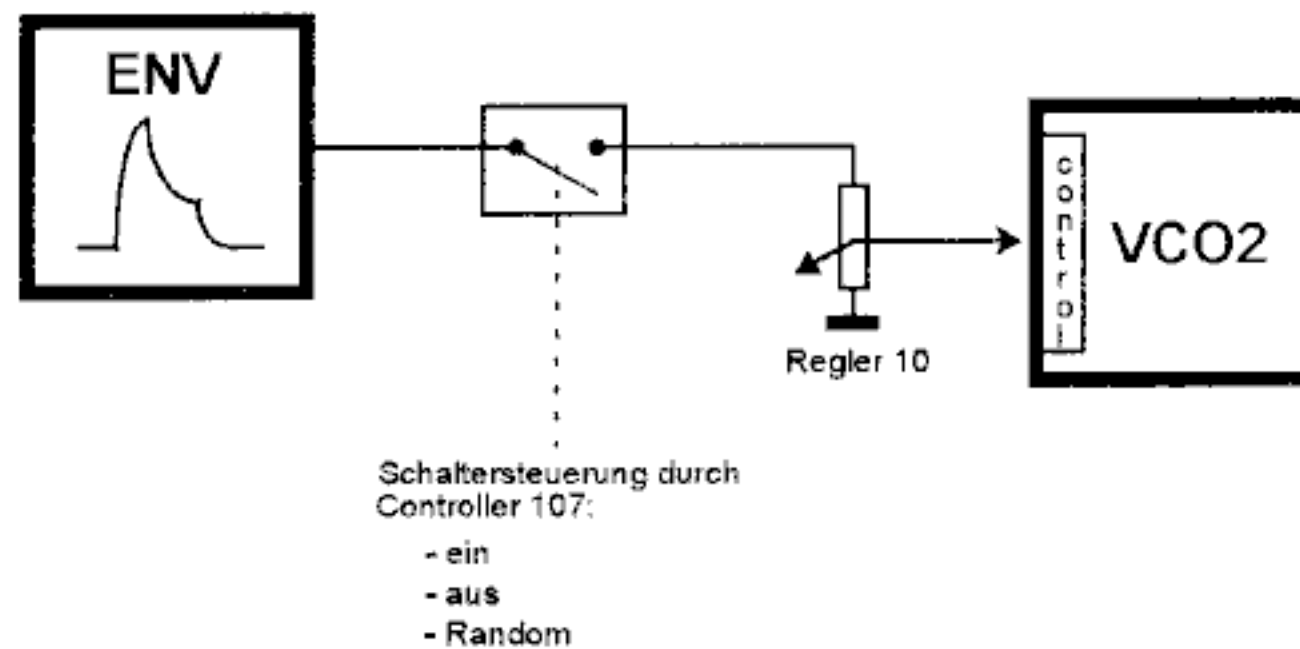 ENV
control
VCO2
Regler 10
Schaltersteuerung durch
Controller 107:
- ein
- aus
- Random